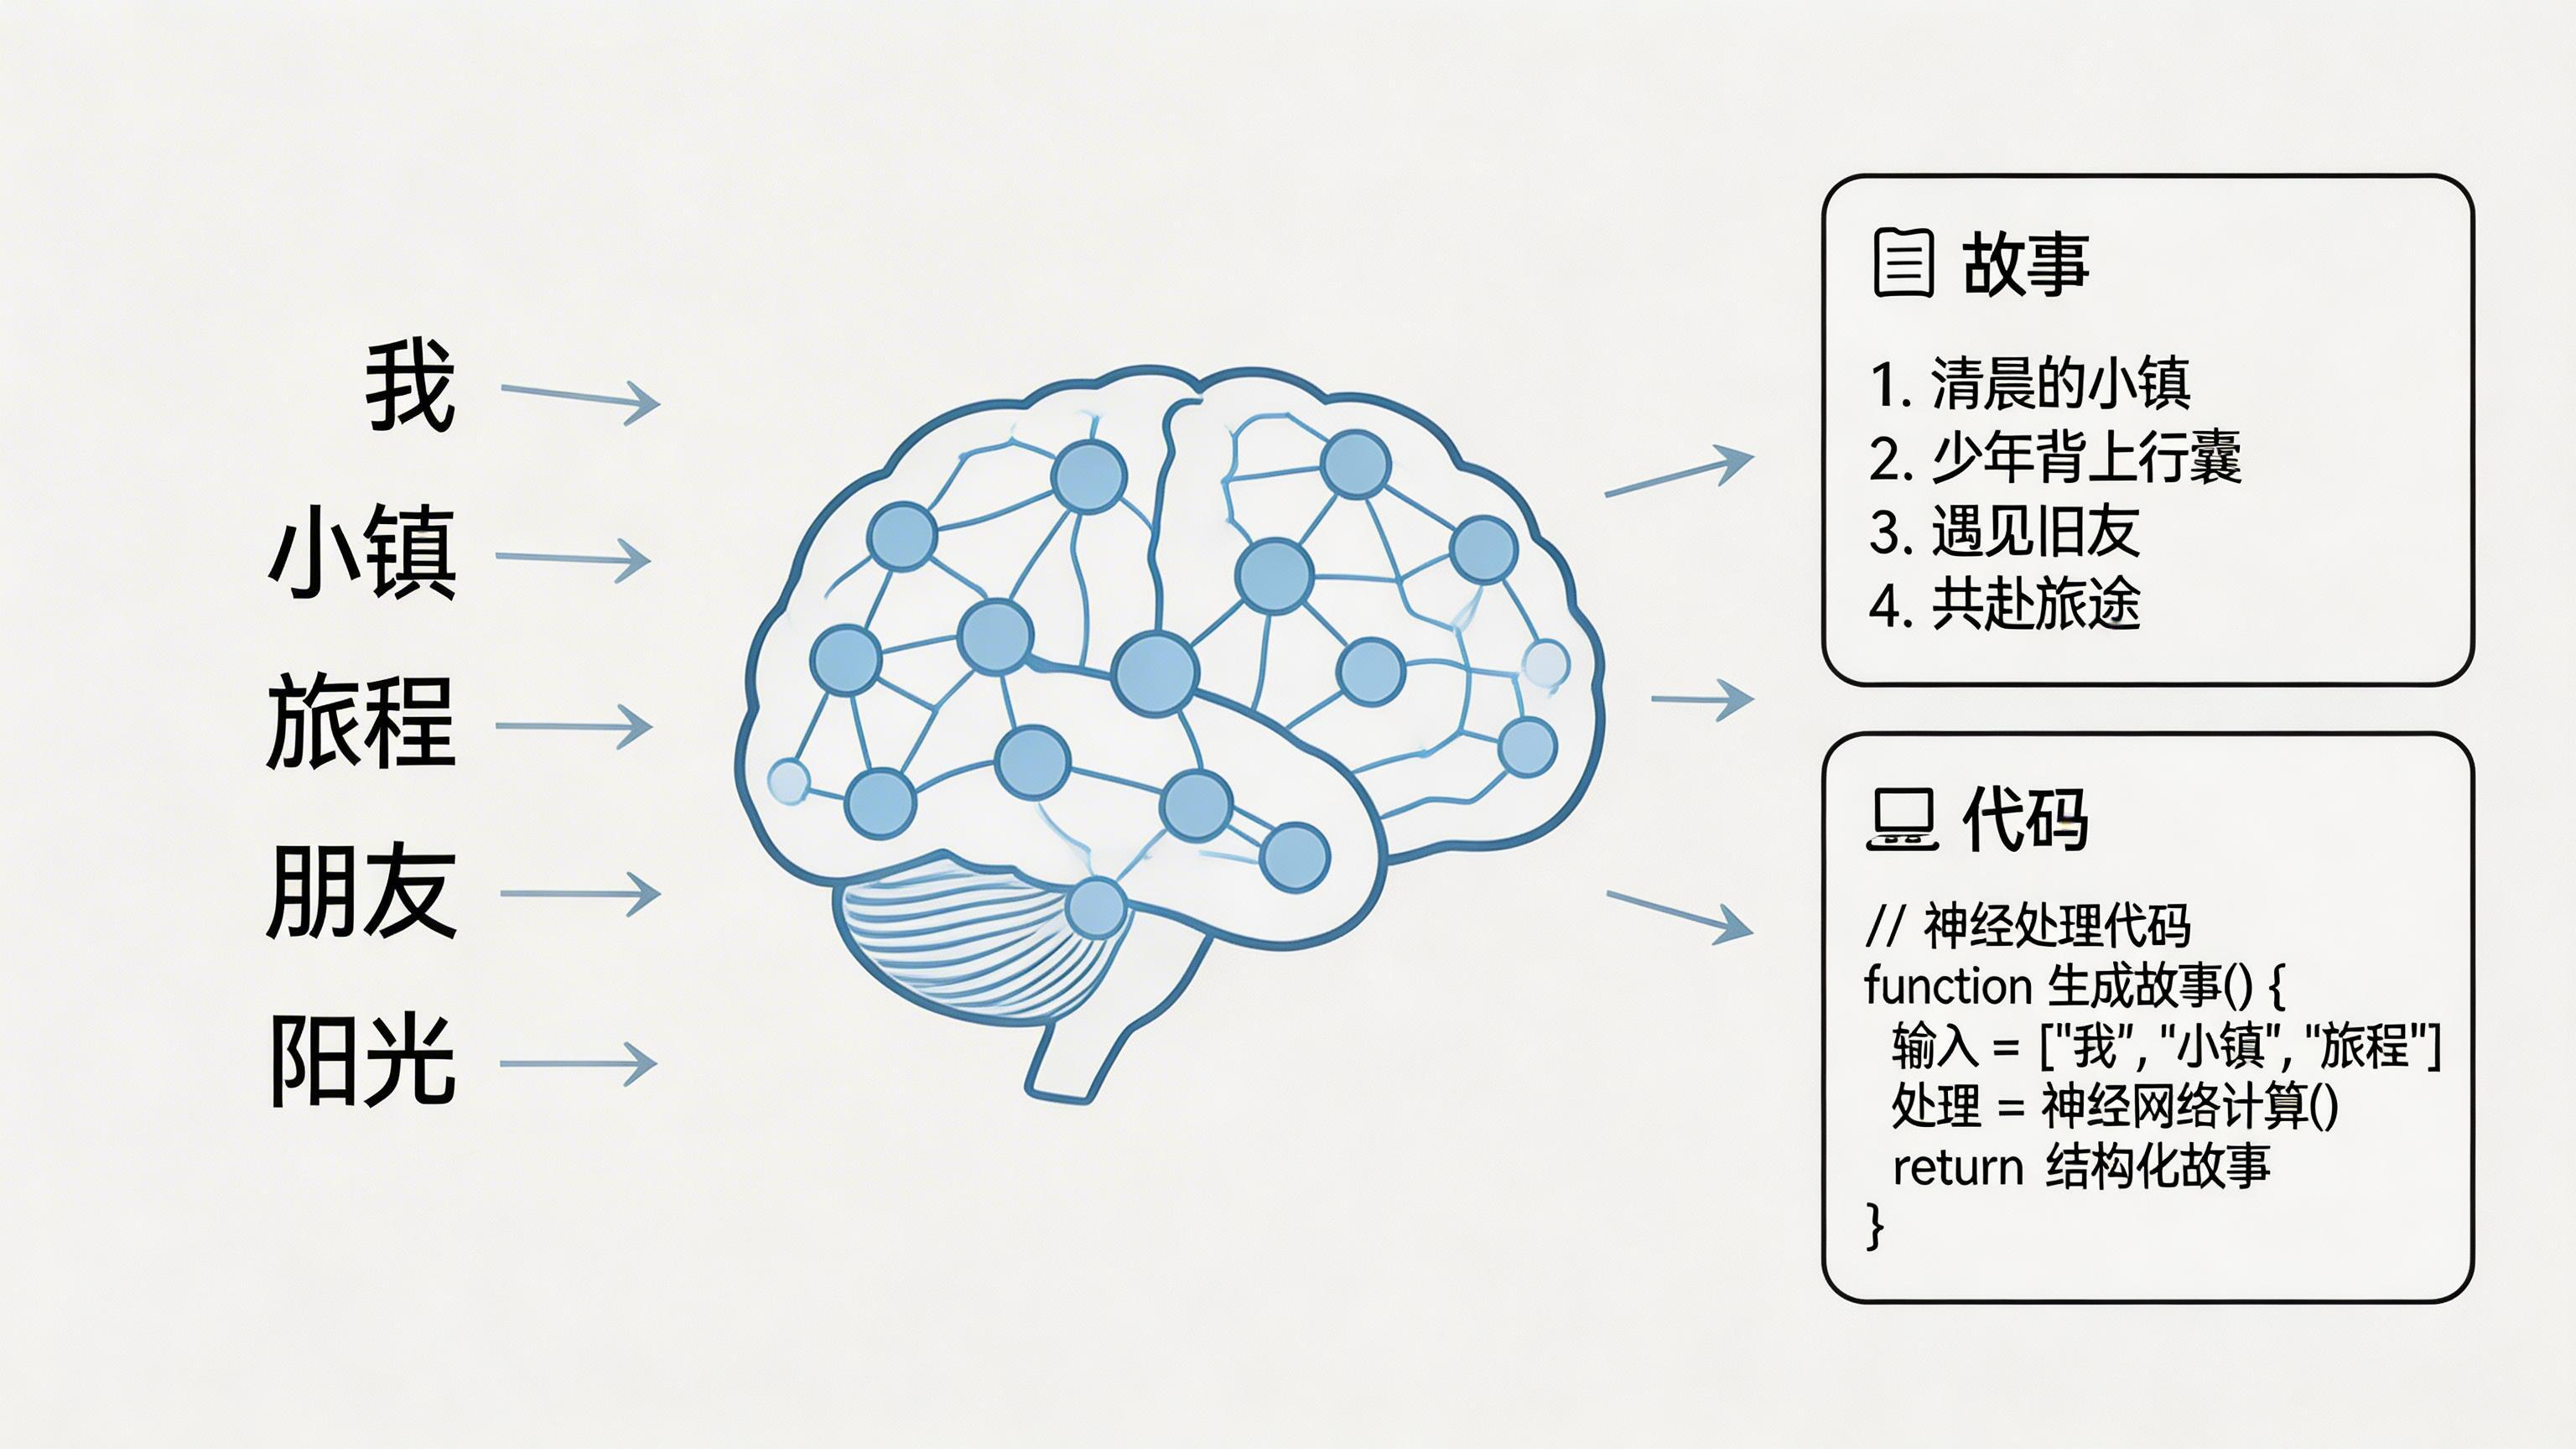 我
小镇
旅程
朋友
阳光
故事
1. 清晨的小镇
2. 少年背上行囊
3. 遇见旧友
4. 共赴旅途
代码
// 神经处理代码
function 生成故事() {
  输入 = ["我", "小镇", "旅程"]
  处理 = 神经网络计算()
  return 结构化故事
}